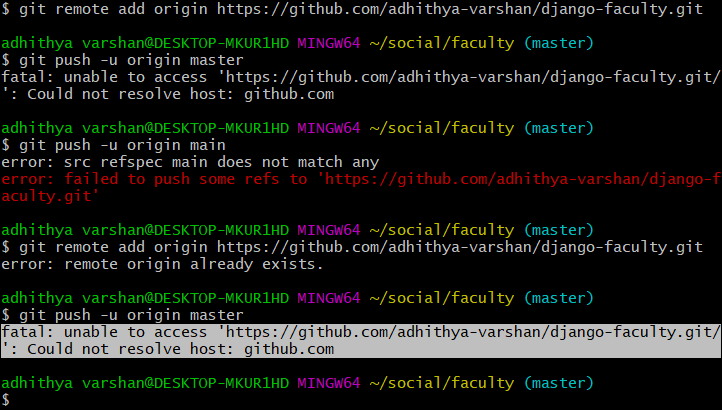 $ git remote add origin https://github.com/adhithya-varshan/django-faculty.git
adhithya varshan@DESKTOP-MKUR1HD MINGW64 ~/social/faculty (master)
$ git push -u origin master
fatal: unable to access 'https://github.com/adhithya-varshan/django-faculty.git/
': Could not resolve host: github.com
adhithya varshan@DESKTOP-MKUR1HD MINGW64 ~/social/faculty (master)
$ git push -u origin main
error: src refspec main does not match any
error: failed to push some refs to 'https://github.com/adhithya-varshan/django-f
aculty.git'
adhithya varshan@DESKTOP-MKUR1HD MINGW64 ~/social/faculty (master)
$ git remote add origin https://github.com/adhithya-varshan/django-faculty.git
error: remote origin already exists.
adhithya varshan@DESKTOP-MKUR1HD MINGW64 ~/social/faculty (master)
$ git push -u origin master
fatal: unable to access 'https://github.com/adhithya-varshan/django-faculty.git/
': Could not resolve host: github.com
adhithya varshan@DESKTOP-MKUR1HD MINGW64 ~/social/faculty (master)
$